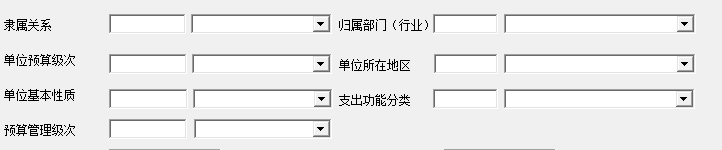 隶属关系 归属部门（行业）
单位预算级次 单位所在地区
单位基本性质 支出功能分类
预算管理级次